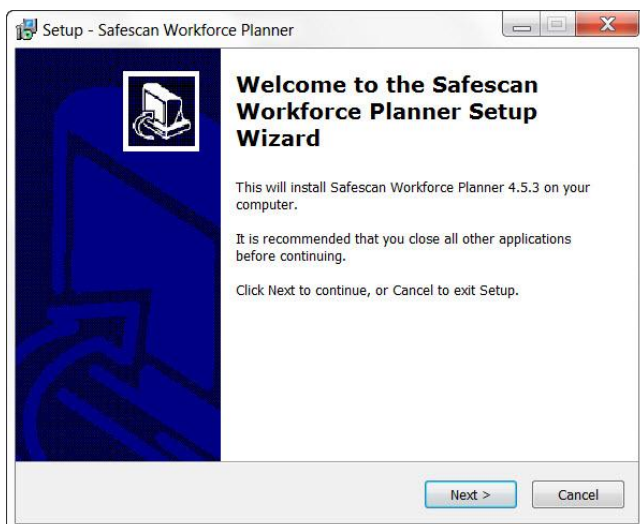 Setup - Safescan Workforce Planner
Welcome to the Safescan
Workforce Planner Setup
Wizard
This will install Safescan Workforce Planner 4.5.3 on your
computer.
It is recommended that you close all other applications
before continuing.
Click Next to continue, or Cancel to exit Setup.
Next >
Cancel